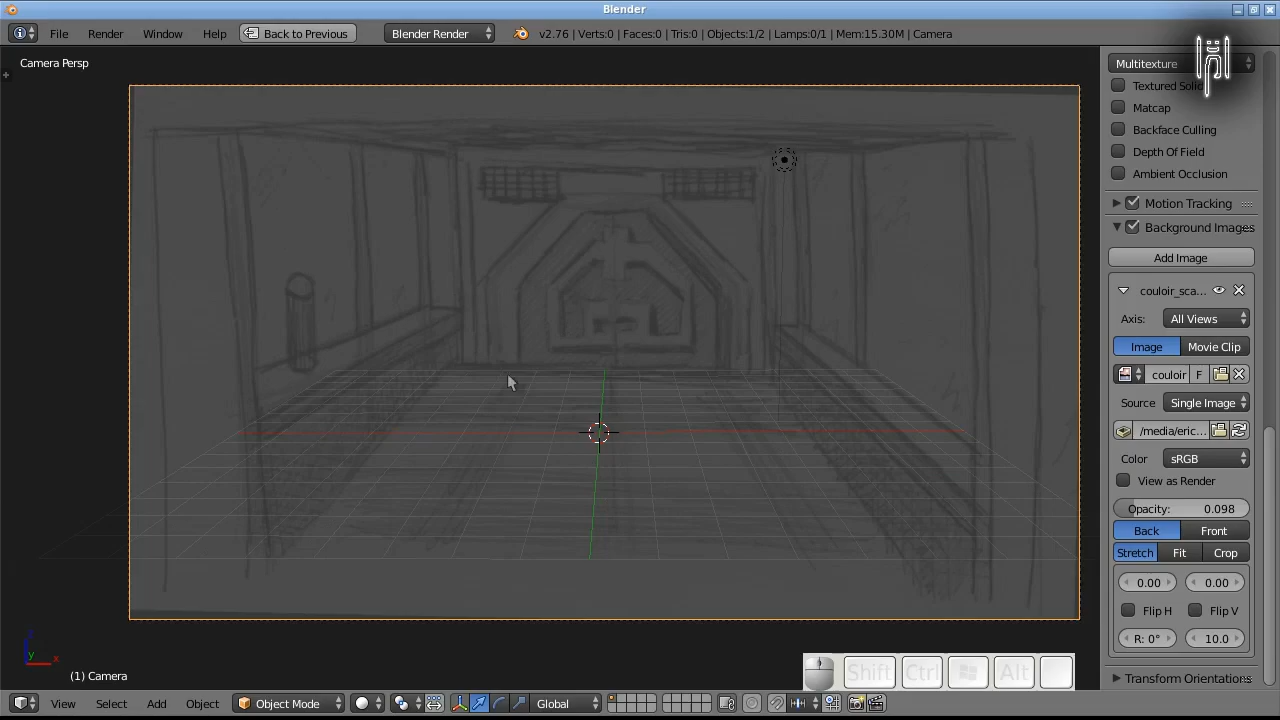 Blender
File Render Window Help Back to Previous Blender Render v2.76 | Verts:0 | Faces:0 | Tris:0 | Objects:1/2 | Lamps:0/1 | Mem:15.30M | Camera
Camera Persp
Multitexture
Textured Solid
Matcap
Backface Culling
Depth Of Field
Ambient Occlusion
Motion Tracking
Background Images
Add Image
couloir_sca...
Axis: All Views
Image Movie Clip
couloir F
Source: Single Image
/media/eric...
Color: sRGB
View as Render
Opacity: 0.098
Back Front
Stretch Fit Crop
0.00 0.00
Flip H Flip V
R: 0° 10.0
Transform Orientations
z
y x
(1) Camera
Shift Ctrl Alt
View Select Add Object Object Mode Global